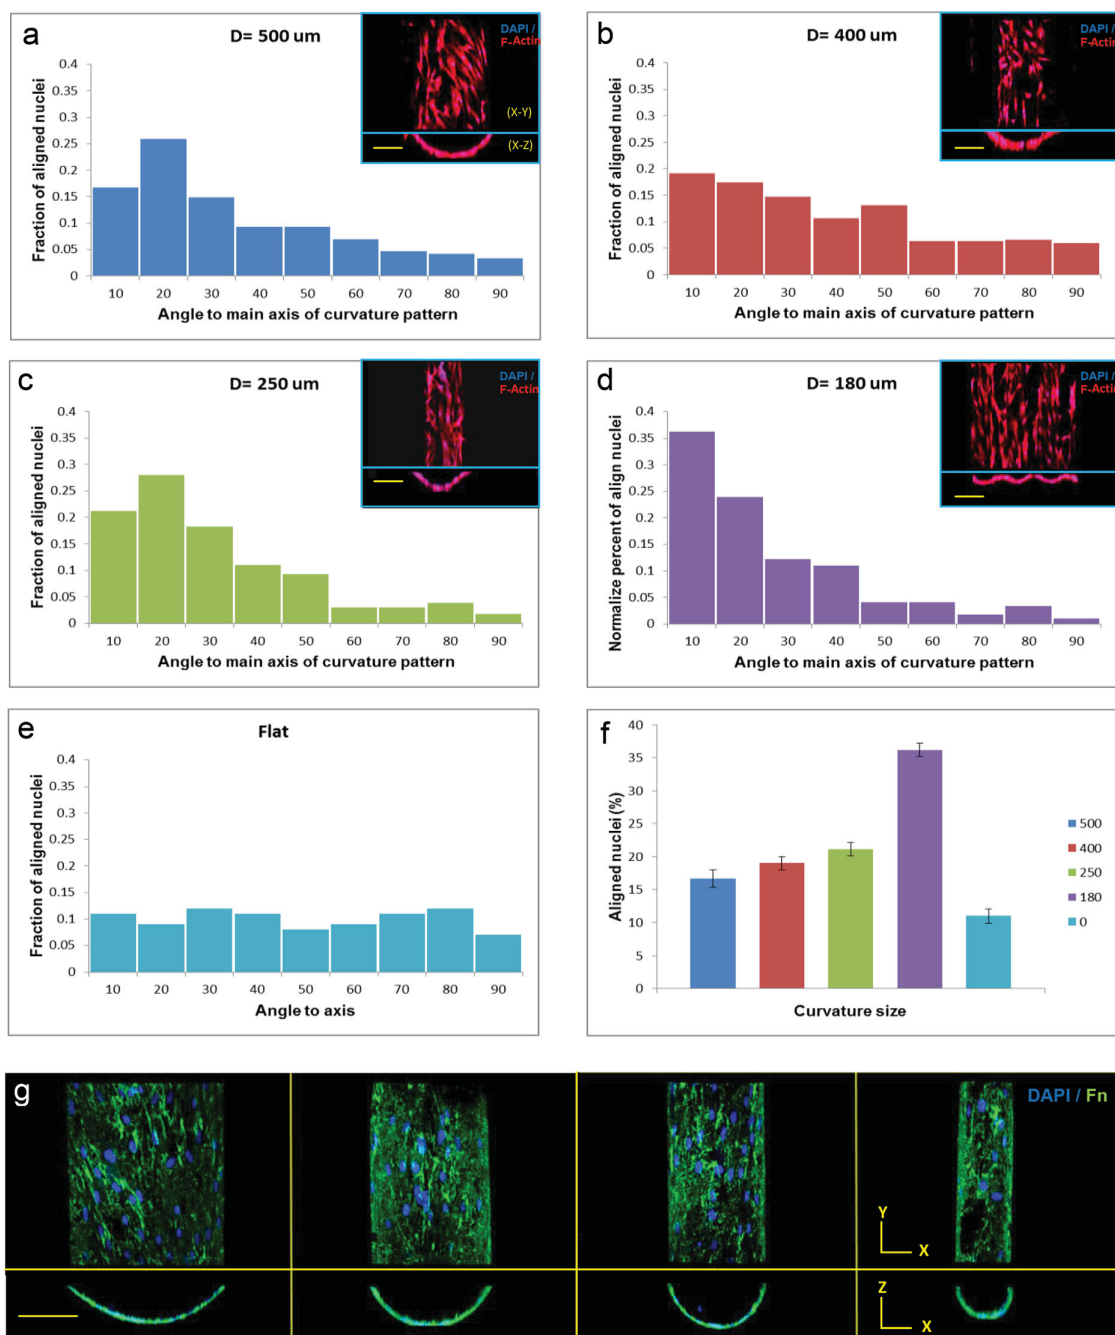 a
D= 500 um
DAPI /
F-Actin
(X-Y)
(X-Z)
Fraction of aligned nuclei
0.4
0.35
0.3
0.25
0.2
0.15
0.1
0.05
0
10 20 30 40 50 60 70 80 90
Angle to main axis of curvature pattern
b
D= 400 um
DAPI /
F-Actin
Fraction of aligned nuclei
0.4
0.35
0.3
0.25
0.2
0.15
0.1
0.05
0
10 20 30 40 50 60 70 80 90
Angle to main axis of curvature pattern
c
D= 250 um
DAPI /
F-Actin
Fraction of aligned nuclei
0.4
0.35
0.3
0.25
0.2
0.15
0.1
0.05
0
10 20 30 40 50 60 70 80 90
Angle to main axis of curvature pattern
d
D= 180 um
DAPI /
F-Actin
Normalize percent of align nuclei
0.4
0.35
0.3
0.25
0.2
0.15
0.1
0.05
0
10 20 30 40 50 60 70 80 90
Angle to main axis of curvature pattern
e
Flat
Fraction of aligned nuclei
0.4
0.35
0.3
0.25
0.2
0.15
0.1
0.05
0
10 20 30 40 50 60 70 80 90
Angle to axis
f
Aligned nuclei (%)
40
35
30
25
20
15
10
5
0
Curvature size
500
400
250
180
0
g
DAPI / Fn
Y
X
Z
X